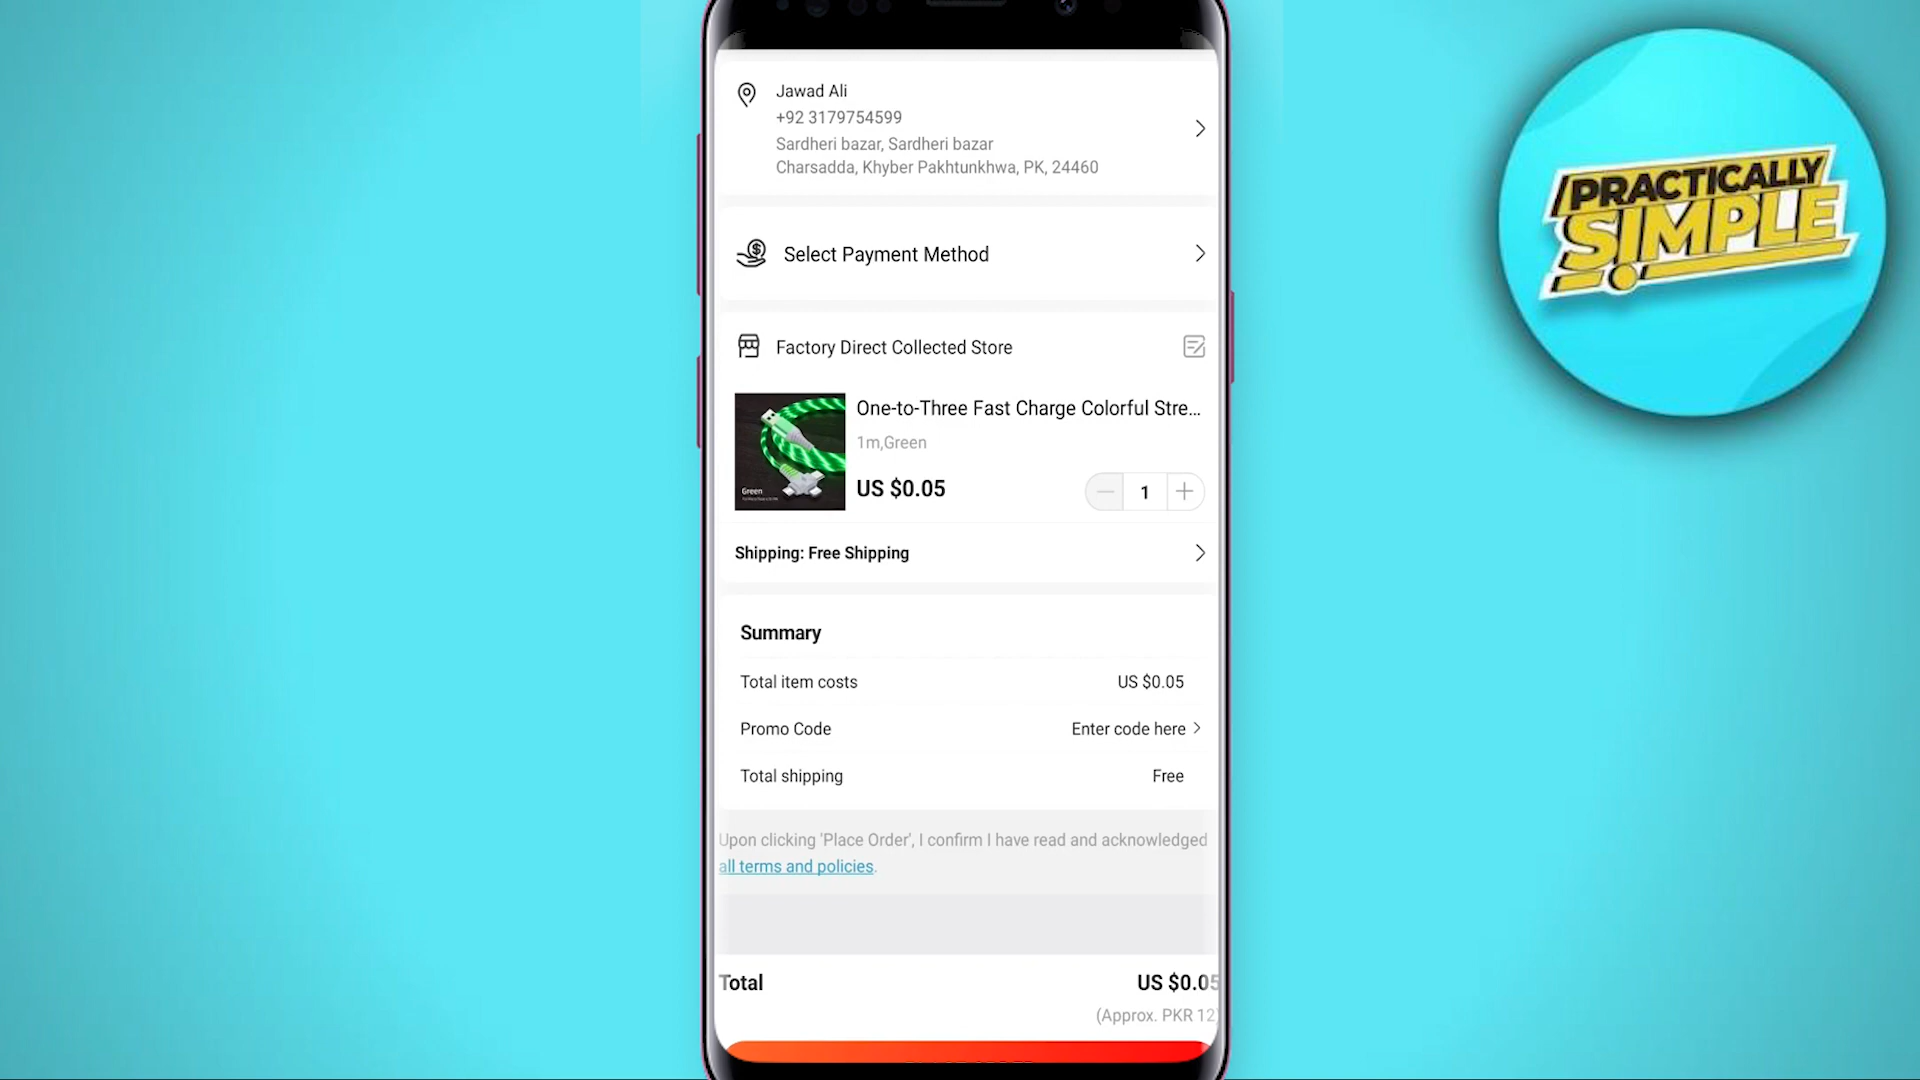 Jawad Ali
+92 3179754599
Sardheri bazar, Sardheri bazar
Charsadda, Khyber Pakhtunkhwa, PK, 24460
Select Payment Method
Factory Direct Collected Store
One-to-Three Fast Charge Colorful Stre...
1m,Green
Green
US $0.05
1
Shipping: Free Shipping
Summary
Total item costs US $0.05
Promo Code Enter code here
Total shipping Free
Upon clicking 'Place Order', I confirm I have read and acknowledged
all terms and policies.
Total US $0.05
(Approx. PKR 12)
PRACTICALLY
SIMPLE